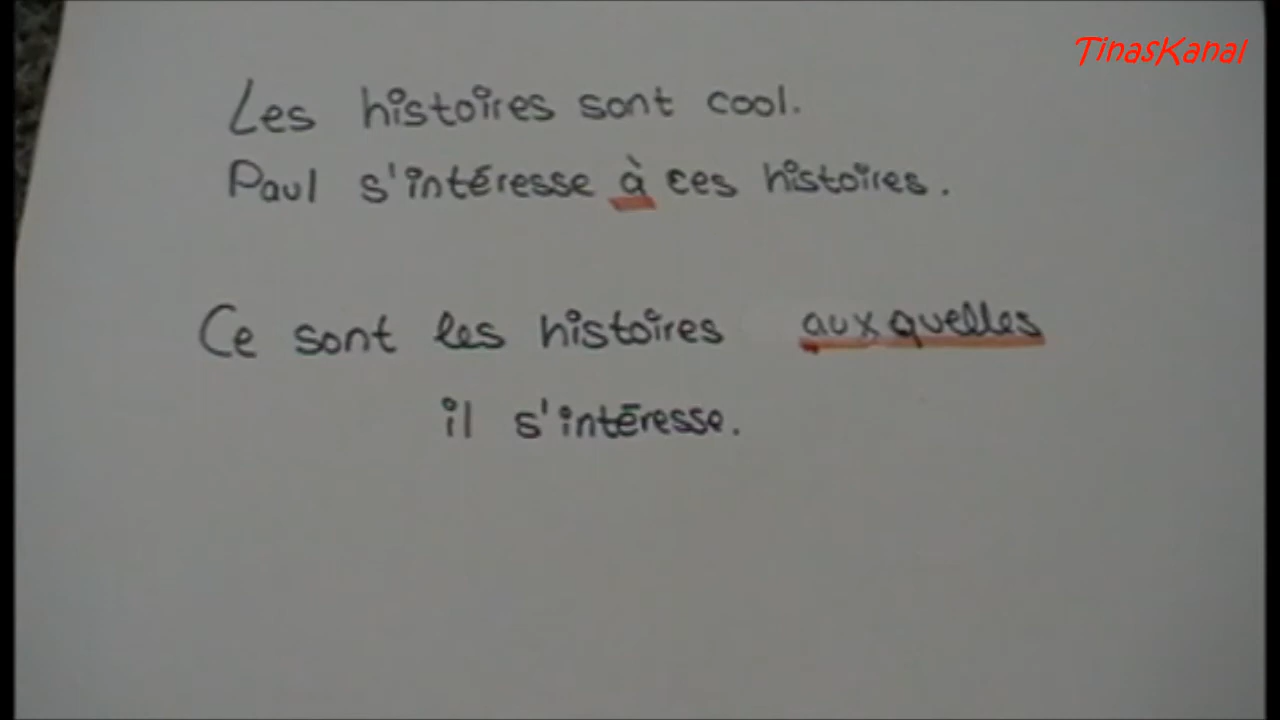 TinasKanal
Les histoires sont cool.
Paul s'intéresse à ces histoires.
Ce sont les histoires auxquelles
il s'intéresse.